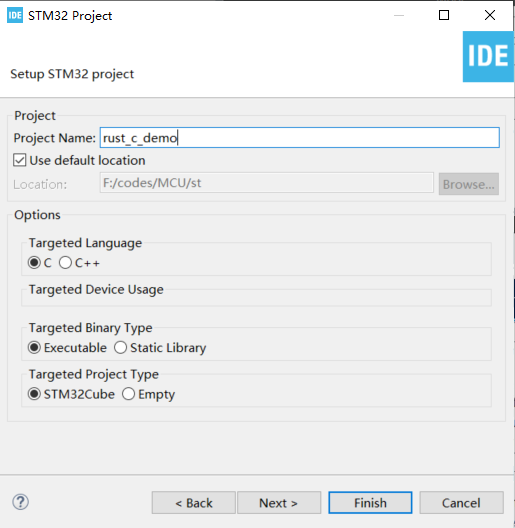 IDE STM32 Project
Setup STM32 project
IDE
Project
Project Name: rust_c_demo
Use default location
Location: F:/codes/MCU/st Browse...
Options
Targeted Language
C C++
Targeted Device Usage
Targeted Binary Type
Executable Static Library
Targeted Project Type
STM32Cube Empty
? < Back Next > Finish Cancel